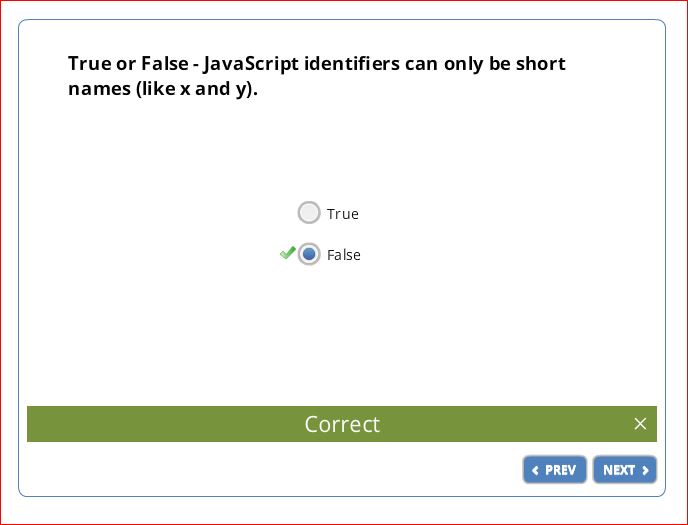 True or False - JavaScript identifiers can only be short
names (like x and y).
True
False
Correct
PREV
NEXT